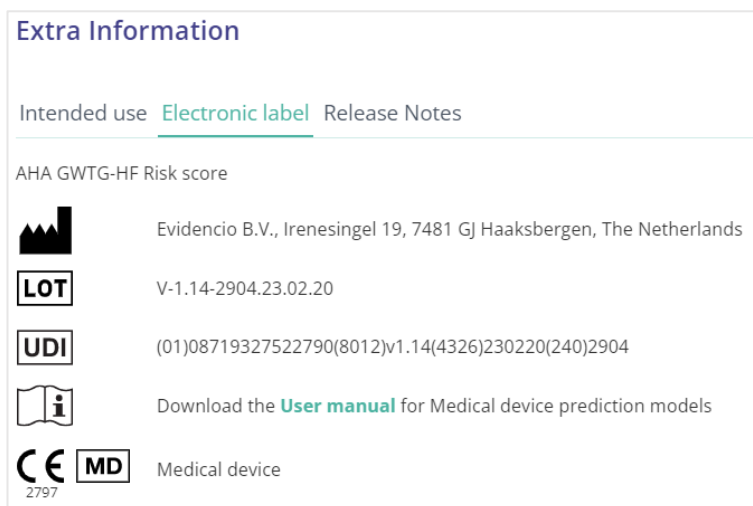 Extra Information
Intended use Electronic label Release Notes
AHA GWTG-HF Risk score
Evidencio B.V., Irenesingel 19, 7481 GJ Haaksbergen, The Netherlands
LOT V-1.14-2904.23.02.20
UDI (01)08719327522790(8012)v1.14(4326)230220(240)2904
i Download the User manual for Medical device prediction models
CE MD Medical device
2797